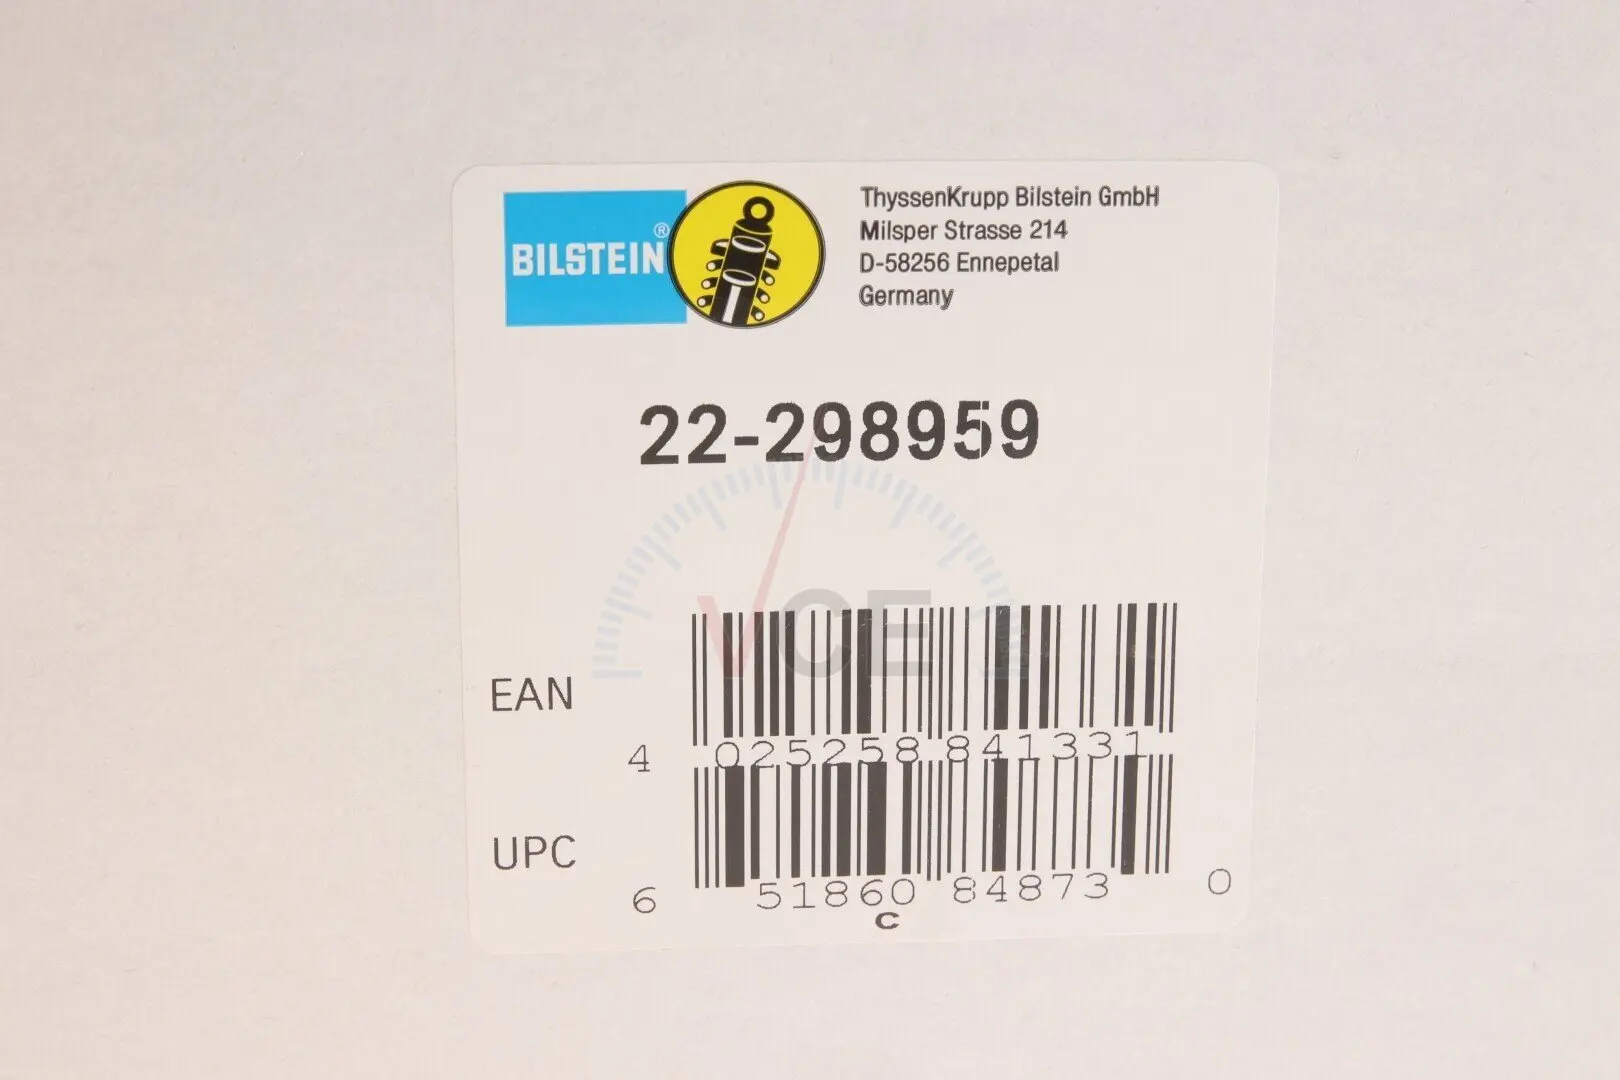 BILSTEIN®
ThyssenKrupp Bilstein GmbH
Milsper Strasse 214
D-58256 Ennepetal
Germany
22-298959
VCE
EAN
4 025258 841331
UPC
6 51860 84873 0
C